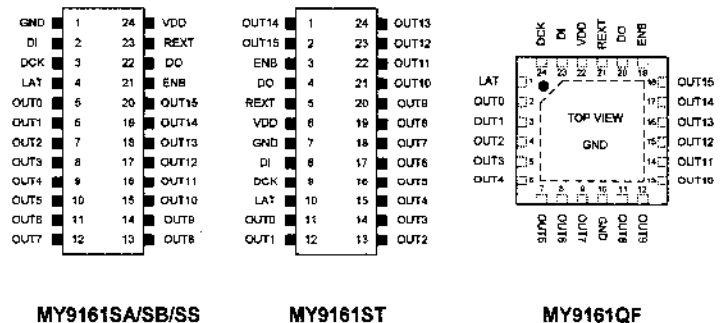 GND 1 24 VDD
DI 2 23 REXT
DCK 3 22 DO
LAT 4 21 ENB
OUT0 5 20 OUT15
OUT1 6 19 OUT14
OUT2 7 18 OUT13
OUT3 8 17 OUT12
OUT4 9 16 OUT11
OUT5 10 15 OUT10
OUT6 11 14 OUT9
OUT7 12 13 OUT8
MY9161SA/SB/SS
OUT14 1 24 OUT13
OUT15 2 23 OUT12
ENB 3 22 OUT11
DO 4 21 OUT10
REXT 5 20 OUT9
VDD 6 19 OUT8
GND 7 18 OUT7
DI 8 17 OUT6
DCK 9 16 OUT5
LAT 10 15 OUT4
OUT0 11 14 OUT3
OUT1 12 13 OUT2
MY9161ST
DCK DI VDD REXT DO ENB
24 23 22 21 20 19
LAT 1 18 OUT15
OUT0 2 17 OUT14
OUT1 3 TOP VIEW 16 OUT13
OUT2 4 GND 15 OUT12
OUT3 5 14 OUT11
OUT4 6 13 OUT10
7 8 9 10 11 12
OUT5 OUT6 OUT7 GND OUT8 OUT9
MY9161QF